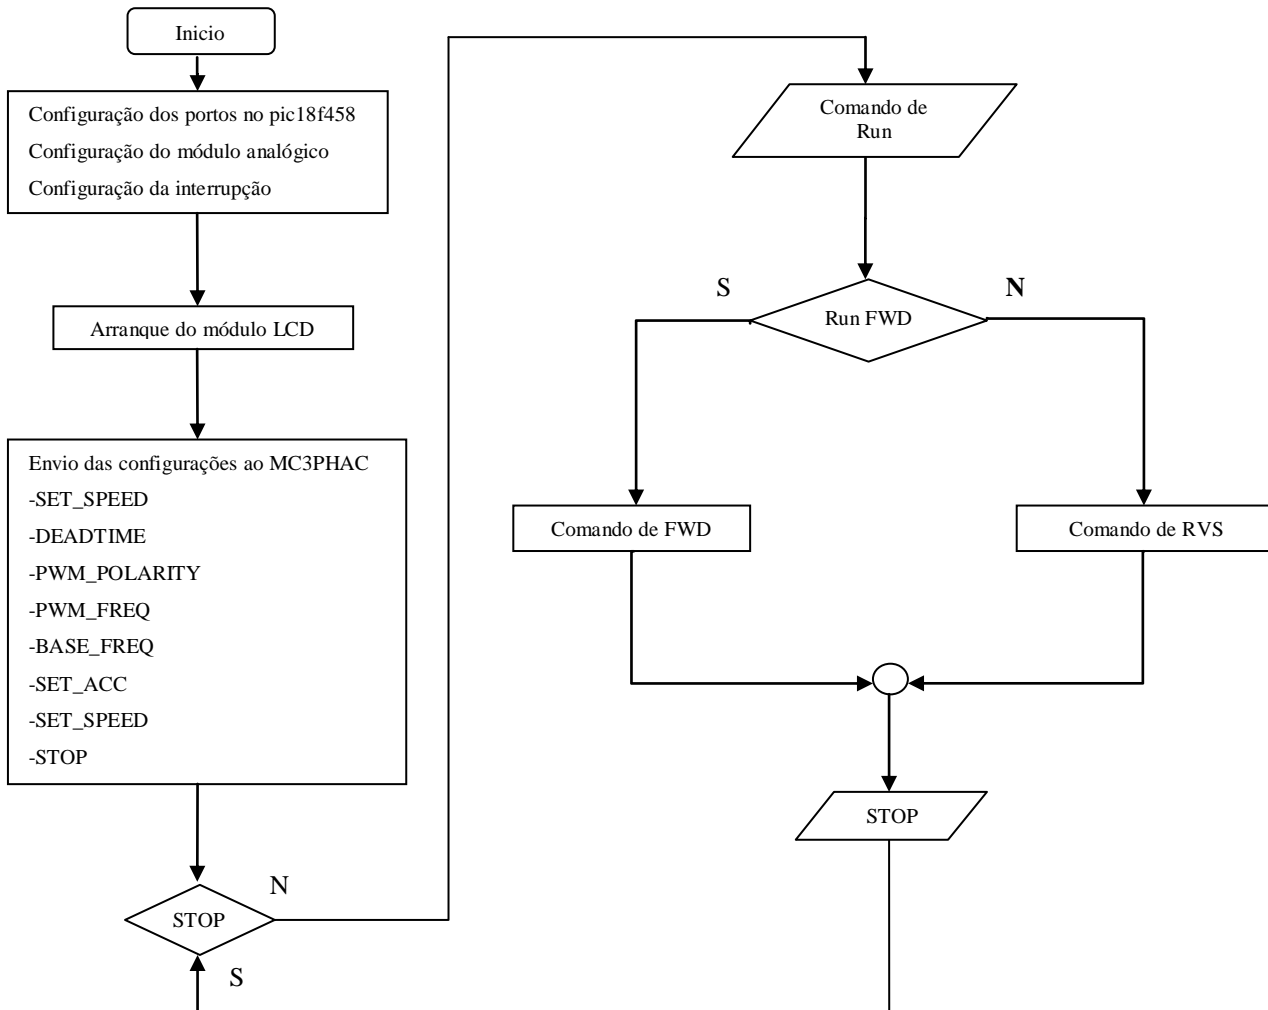 Inicio
Configuração dos portos no pic18f458
Configuração do módulo analógico
Configuração da interrupção
Arranque do módulo LCD
Envio das configurações ao MC3PHAC
-SET_SPEED
-DEADTIME
-PWM_POLARITY
-PWM_FREQ
-BASE_FREQ
-SET_ACC
-SET_SPEED
-STOP
STOP
N
S
Comando de
Run
Run FWD
S
N
Comando de FWD
Comando de RVS
STOP